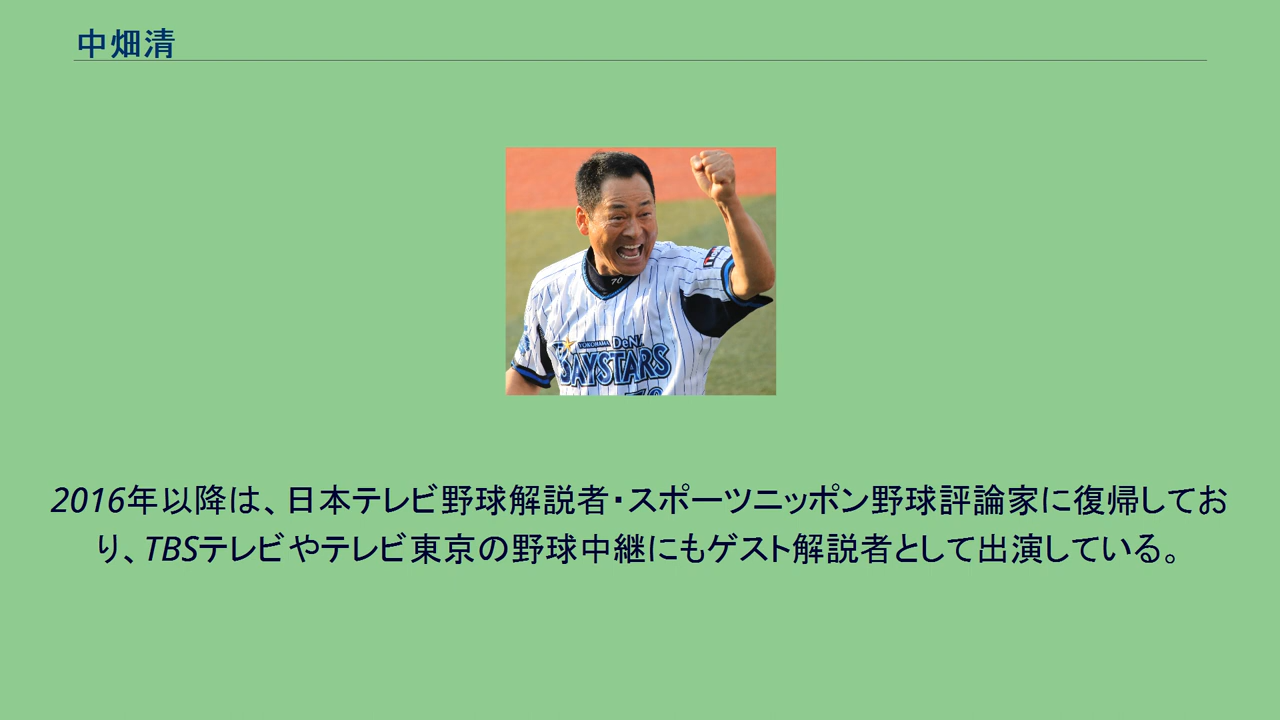 中畑清
70
YOKOHAMA DeNA
BAYSTARS
2016年以降は、日本テレビ野球解説者・スポーツニッポン野球評論家に復帰してお
り、TBSテレビやテレビ東京の野球中継にもゲスト解説者として出演している。